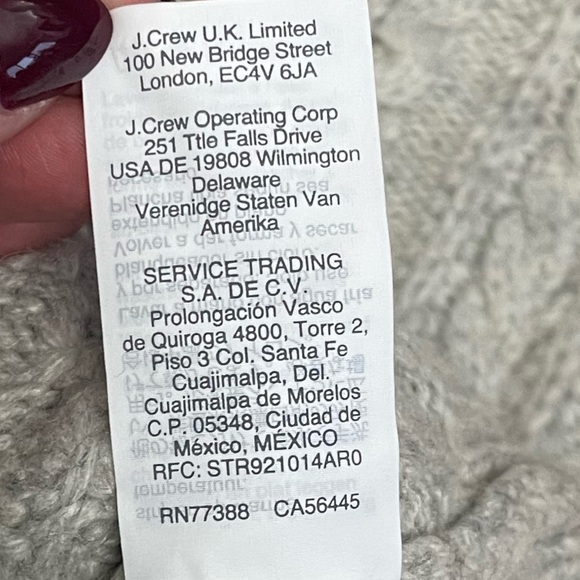 J.Crew U.K. Limited
100 New Bridge Street
London, EC4V 6JA
J.Crew Operating Corp
251 Ttle Falls Drive
USA DE 19808 Wilmington
Delaware
Verenidge Staten Van
Amerika
SERVICE TRADING
S.A. DE C.V.
Prolongación Vasco
de Quiroga 4800, Torre 2,
Piso 3 Col. Santa Fe
Cuajimalpa, Del.
Cuajimalpa de Morelos
C.P. 05348, Ciudad de
México, MÉXICO
RFC: STR921014AR0
RN77388 CA56445